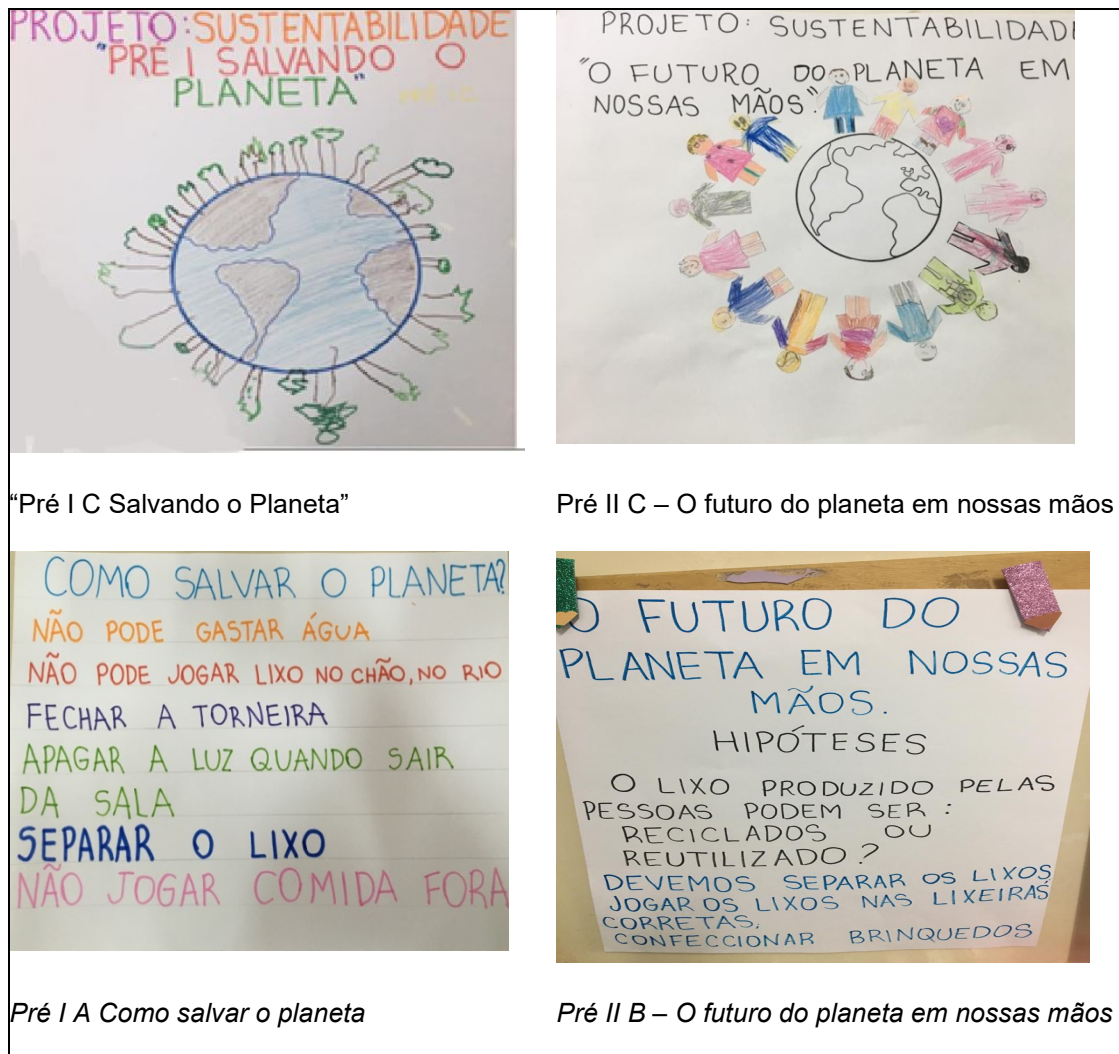 PROJETO: SUSTENTABILIDADE
"PRÉ I SALVANDO O
PLANETA"
PRÉ I C
PROJETO: SUSTENTABILIDADE
"O FUTURO DO PLANETA EM
NOSSAS MÃOS".
"Pré I C Salvando o Planeta"
Pré II C – O futuro do planeta em nossas mãos
COMO SALVAR O PLANETA?
NÃO PODE GASTAR ÁGUA
NÃO PODE JOGAR LIXO NO CHÃO, NO RIO
FECHAR A TORNEIRA
APAGAR A LUZ QUANDO SAIR
DA SALA
SEPARAR O LIXO
NÃO JOGAR COMIDA FORA
O FUTURO DO
PLANETA EM NOSSAS
MÃOS.
HIPÓTESES
O LIXO PRODUZIDO PELAS
PESSOAS PODEM SER:
RECICLADOS OU
REUTILIZADO?
DEVEMOS SEPARAR OS LIXOS,
JOGAR OS LIXOS NAS LIXEIRAS
CORRETAS,
CONFECCIONAR BRINQUEDOS
Pré I A Como salvar o planeta
Pré II B – O futuro do planeta em nossas mãos